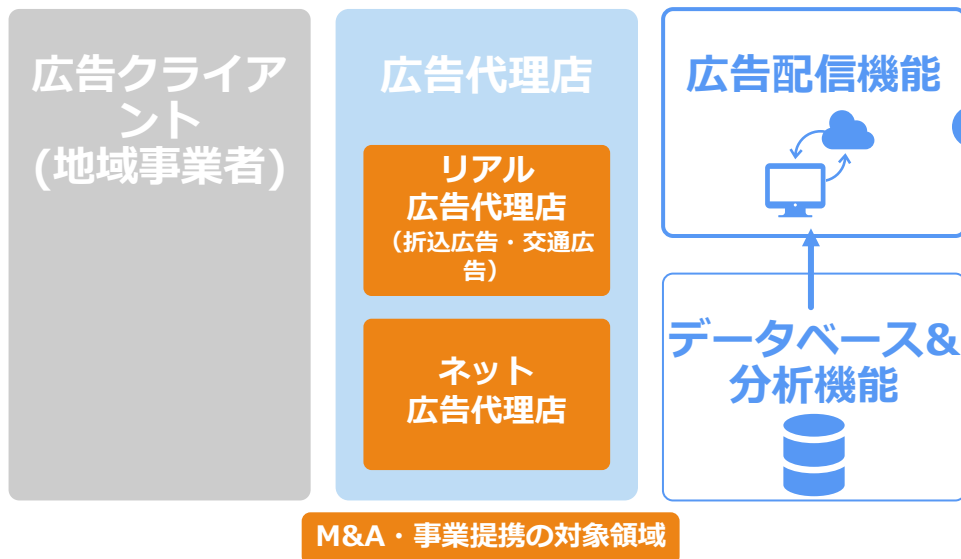 広告クライア
ント
(地域事業者)
広告代理店
リアル
広告代理店
（折込広告・交通広
告）
ネット
広告代理店
広告配信機能
データベース&
分析機能
M&A・事業提携の対象領域